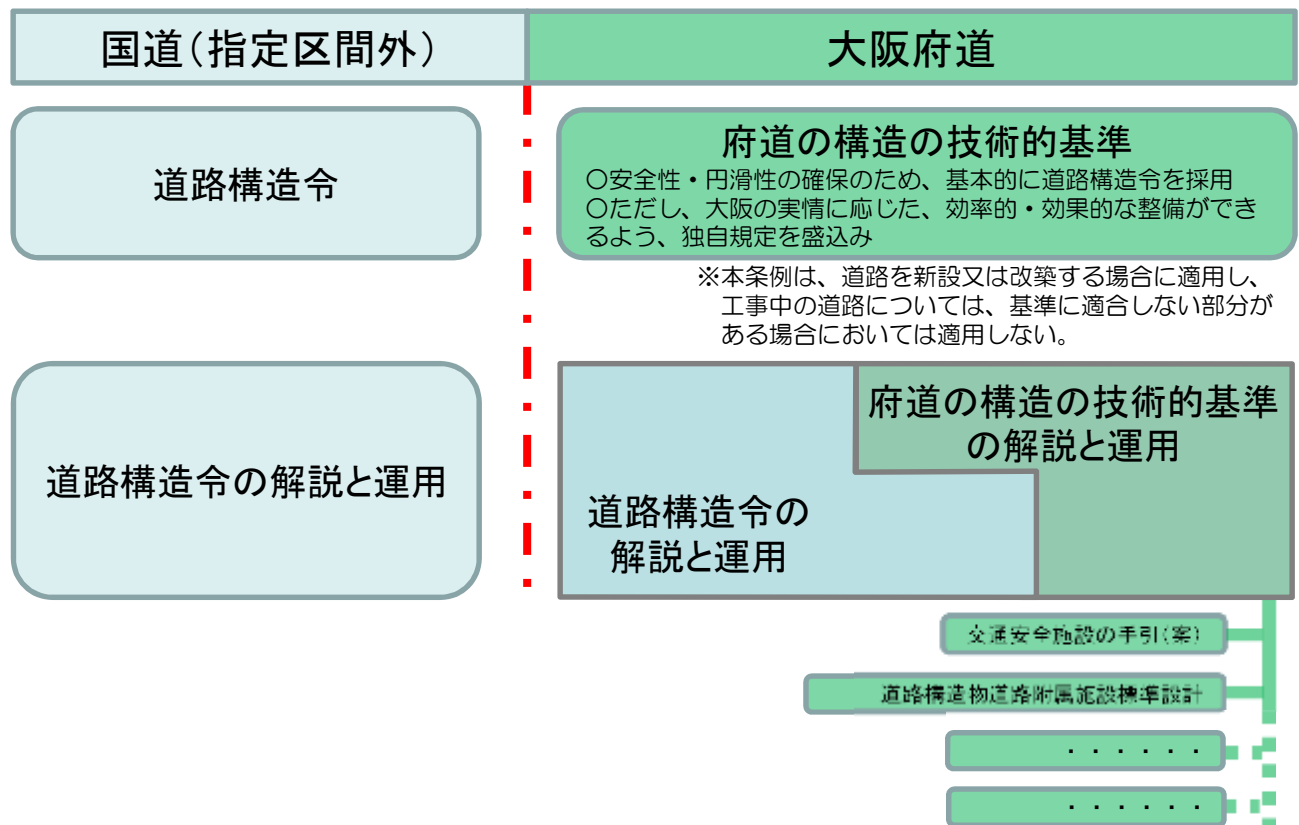 国道（指定区間外）
大阪府道
道路構造令
府道の構造の技術的基準
〇安全性・円滑性の確保のため、基本的に道路構造令を採用
〇ただし、大阪の実情に応じた、効率的・効果的な整備ができ
るよう、独自規定を盛込み
※本条例は、道路を新設又は改築する場合に適用し、
工事中の道路については、基準に適合しない部分が
ある場合においては適用しない。
道路構造令の解説と運用
府道の構造の技術的基準
の解説と運用
道路構造令の
解説と運用
交通安全施設の手引（案）
道路構造物道路附属施設標準設計
・・・・・・
・・・・・・